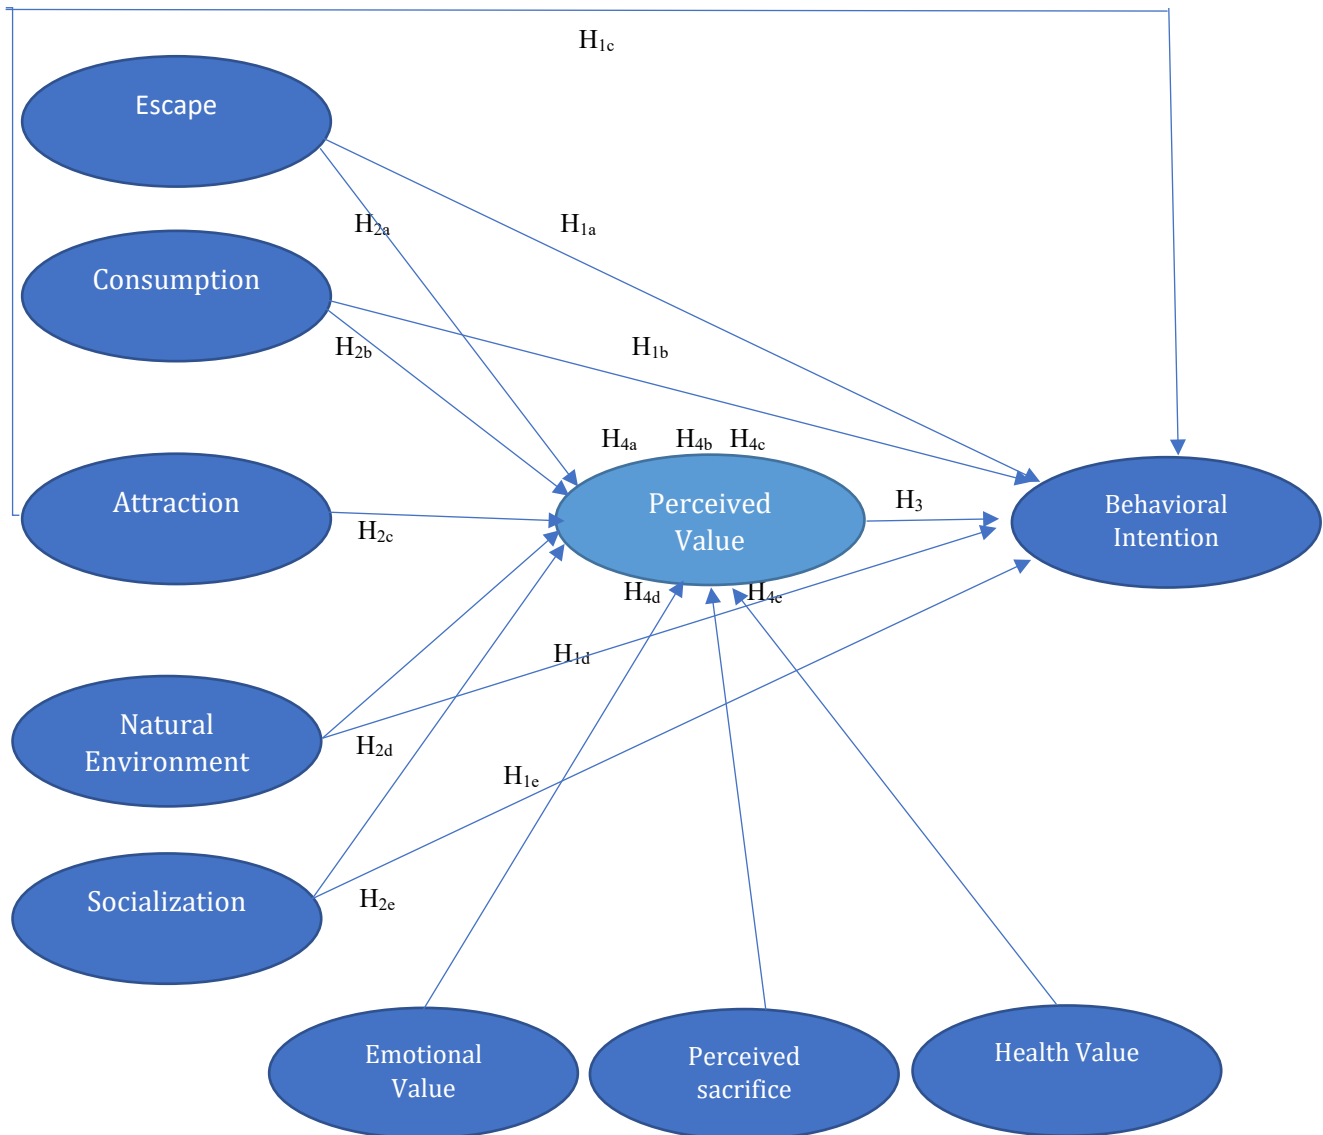 H1c
Escape
H2a
H1a
Consumption
H2b
H1b
H4a H4b H4c
Attraction
H2c
Perceived
Value
H3
Behavioral
Intention
H4d H4e
H1d
Natural
Environment
H2d
H1e
Socialization
H2e
Emotional
Value
Perceived
sacrifice
Health Value